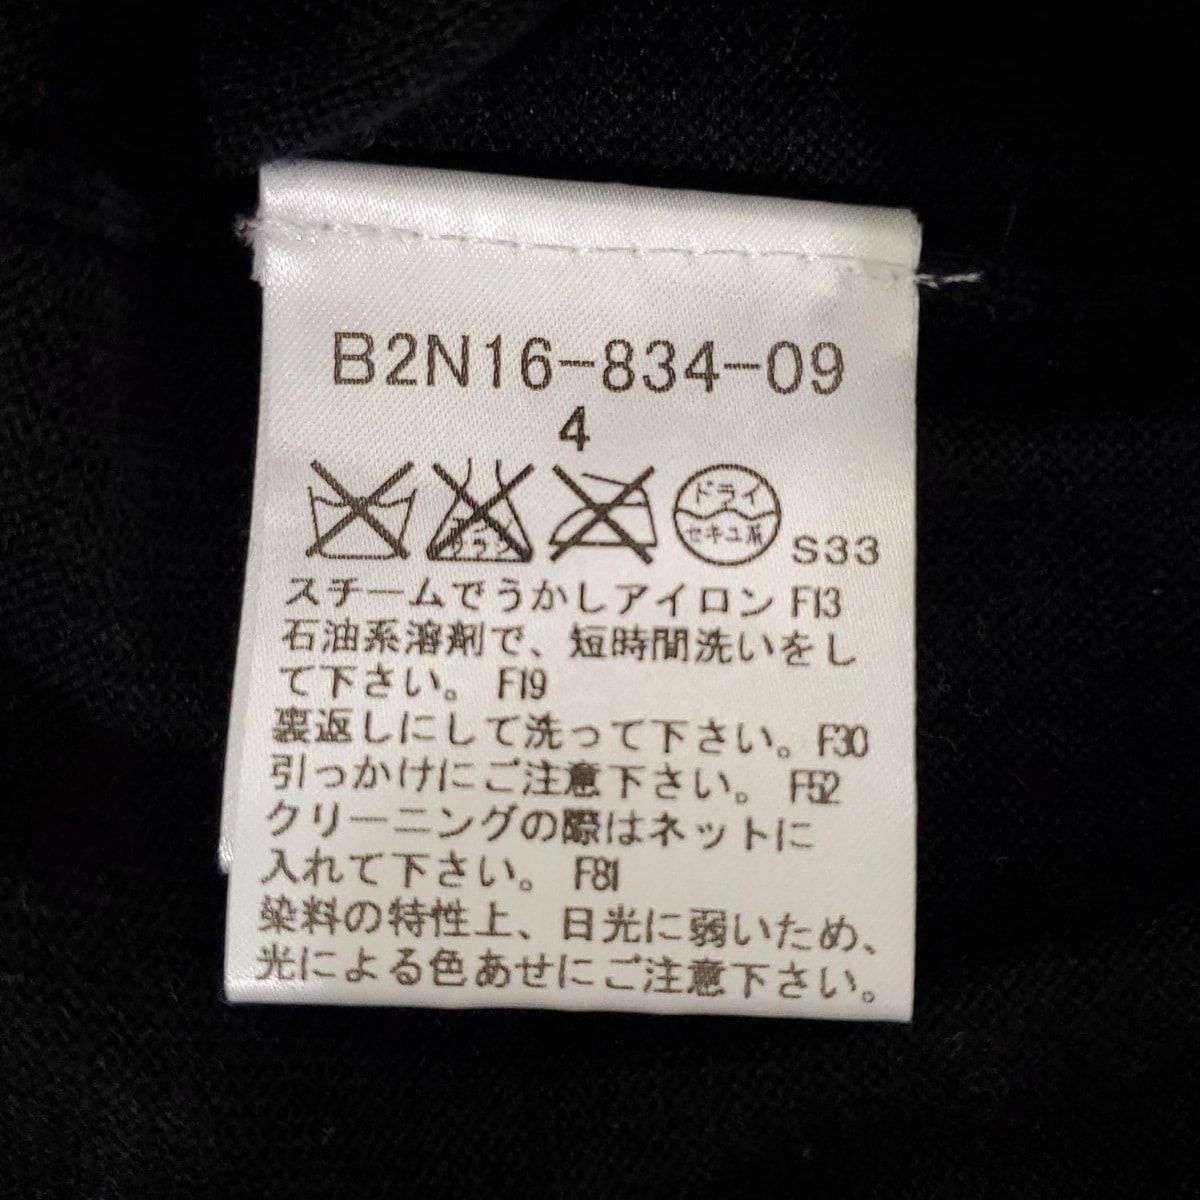 B2N16-834-09
4
エンソ
サラシ
ドライ
セキユ系
S33
スチームでうかしアイロン F13
石油系溶剤で、短時間洗いをし
て下さい。 F19
裏返しにして洗って下さい。F30
引っかけにご注意下さい。 F52
クリーニングの際はネットに
入れて下さい。 F81
染料の特性上、日光に弱いため、
光による色あせにご注意下さい。